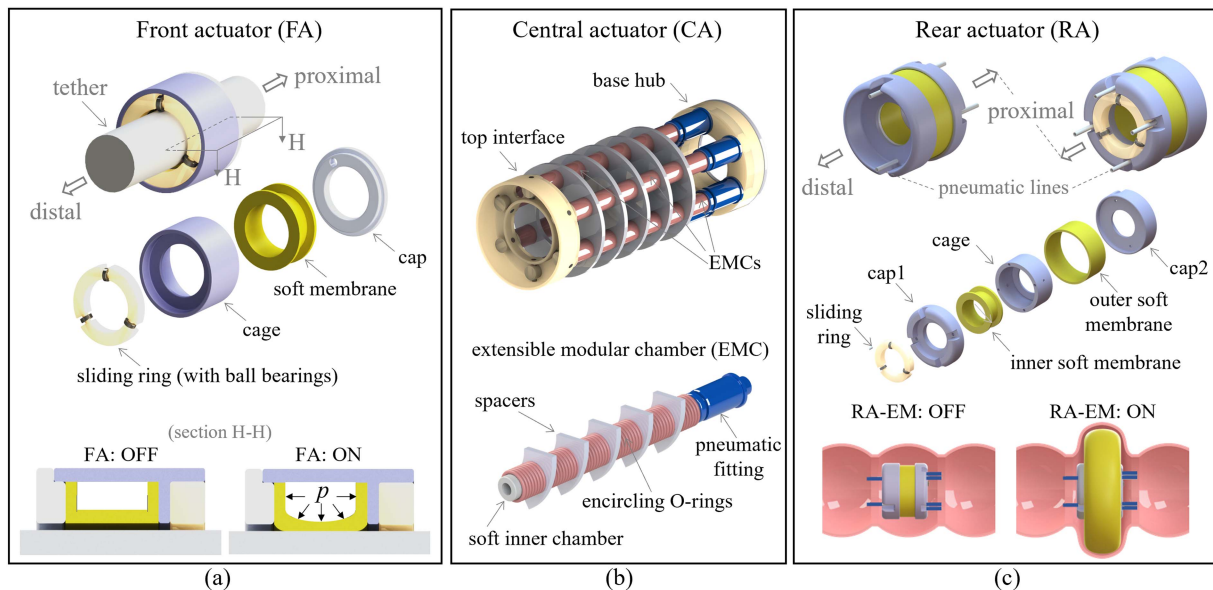 Front actuator (FA)
tether
proximal
H
H
distal
cap
soft membrane
cage
sliding ring (with ball bearings)
(section H-H)
FA: OFF
FA: ON
p
(a)
Central actuator (CA)
base hub
top interface
EMCs
extensible modular chamber (EMC)
spacers
pneumatic
fitting
encircling O-rings
soft inner chamber
(b)
Rear actuator (RA)
proximal
distal
pneumatic lines
cage
cap2
cap1
outer soft
membrane
sliding
ring
inner soft membrane
RA-EM: OFF
RA-EM: ON
(c)